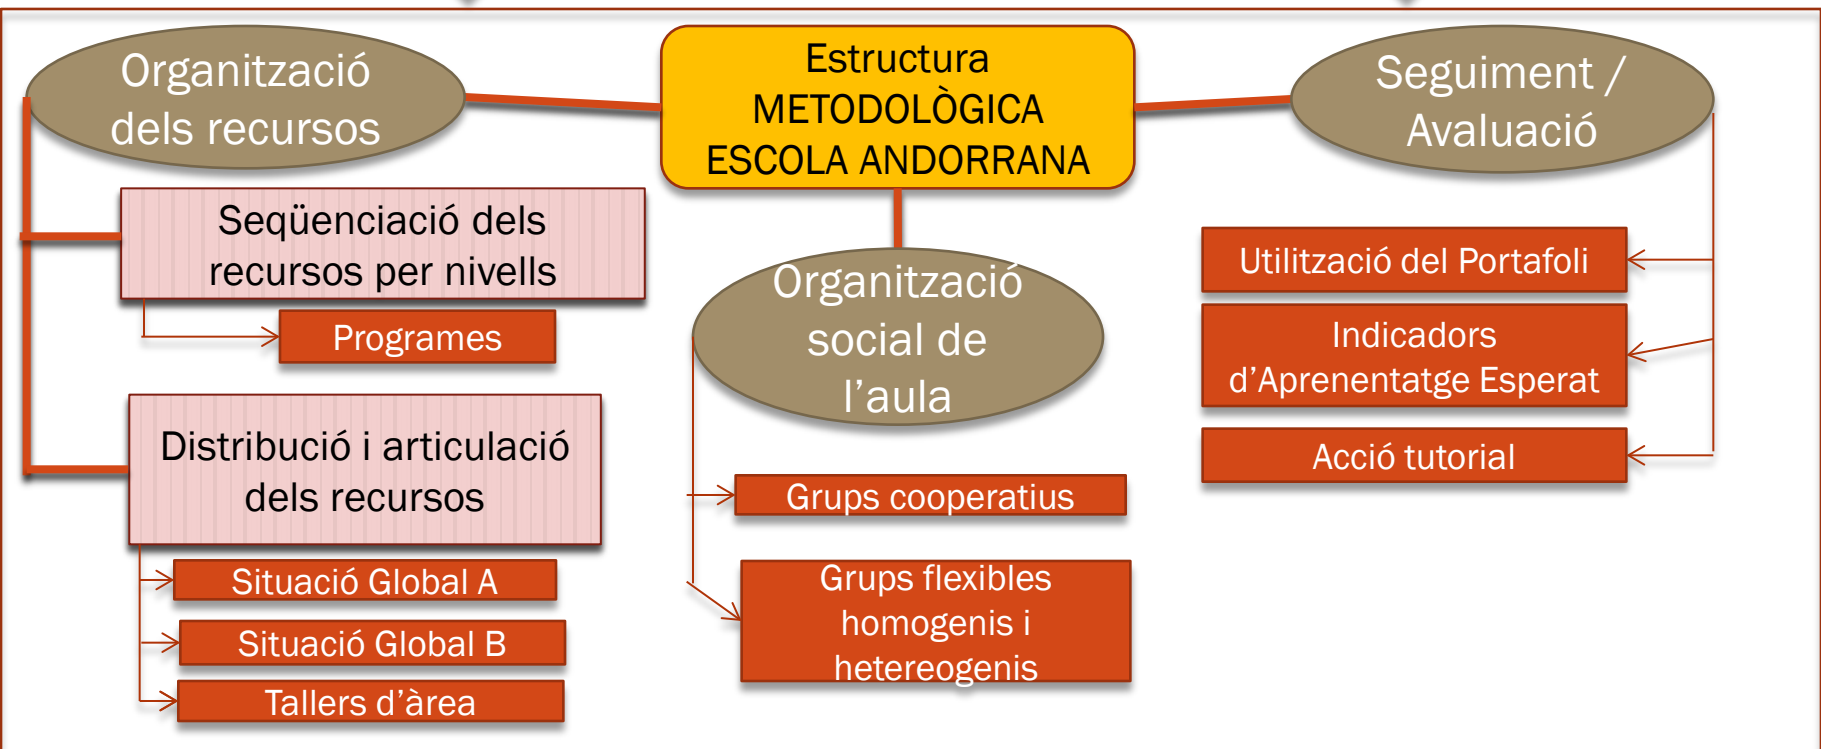 Organització
dels recursos
Estructura
METODOLÒGICA
ESCOLA ANDORRANA
Seguiment /
Avaluació
Seqüenciació dels
recursos per nivells
Programes
Distribució i articulació
dels recursos
Situació Global A
Situació Global B
Tallers d’àrea
Organització
social de
l’aula
Grups cooperatius
Grups flexibles
homogenis i
hetereogenis
Utilització del Portafoli
Indicadors
d’Aprenentatge Esperat
Acció tutorial